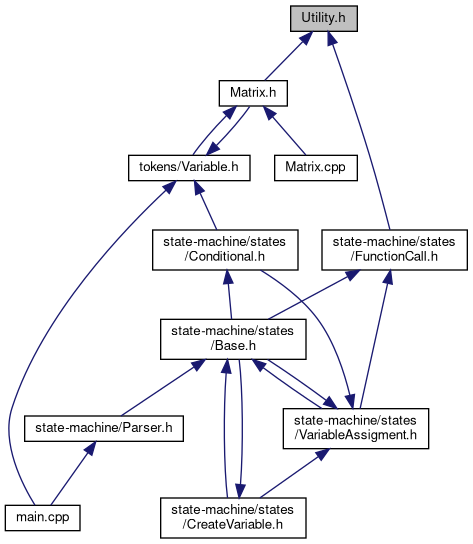 Utility.h
Matrix.h
tokens/Variable.h
Matrix.cpp
state-machine/states
/Conditional.h
state-machine/states
/FunctionCall.h
state-machine/states
/Base.h
state-machine/Parser.h
state-machine/states
/VariableAssigment.h
main.cpp
state-machine/states
/CreateVariable.h